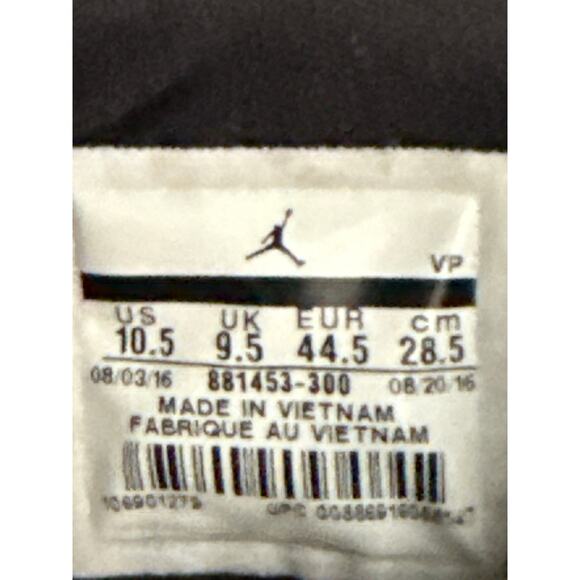 VP
US UK EUR cm
10.5 9.5 44.5 28.5
08/03/16 881453-300 08/20/16
MADE IN VIETNAM
FABRIQUE AU VIETNAM
UPC